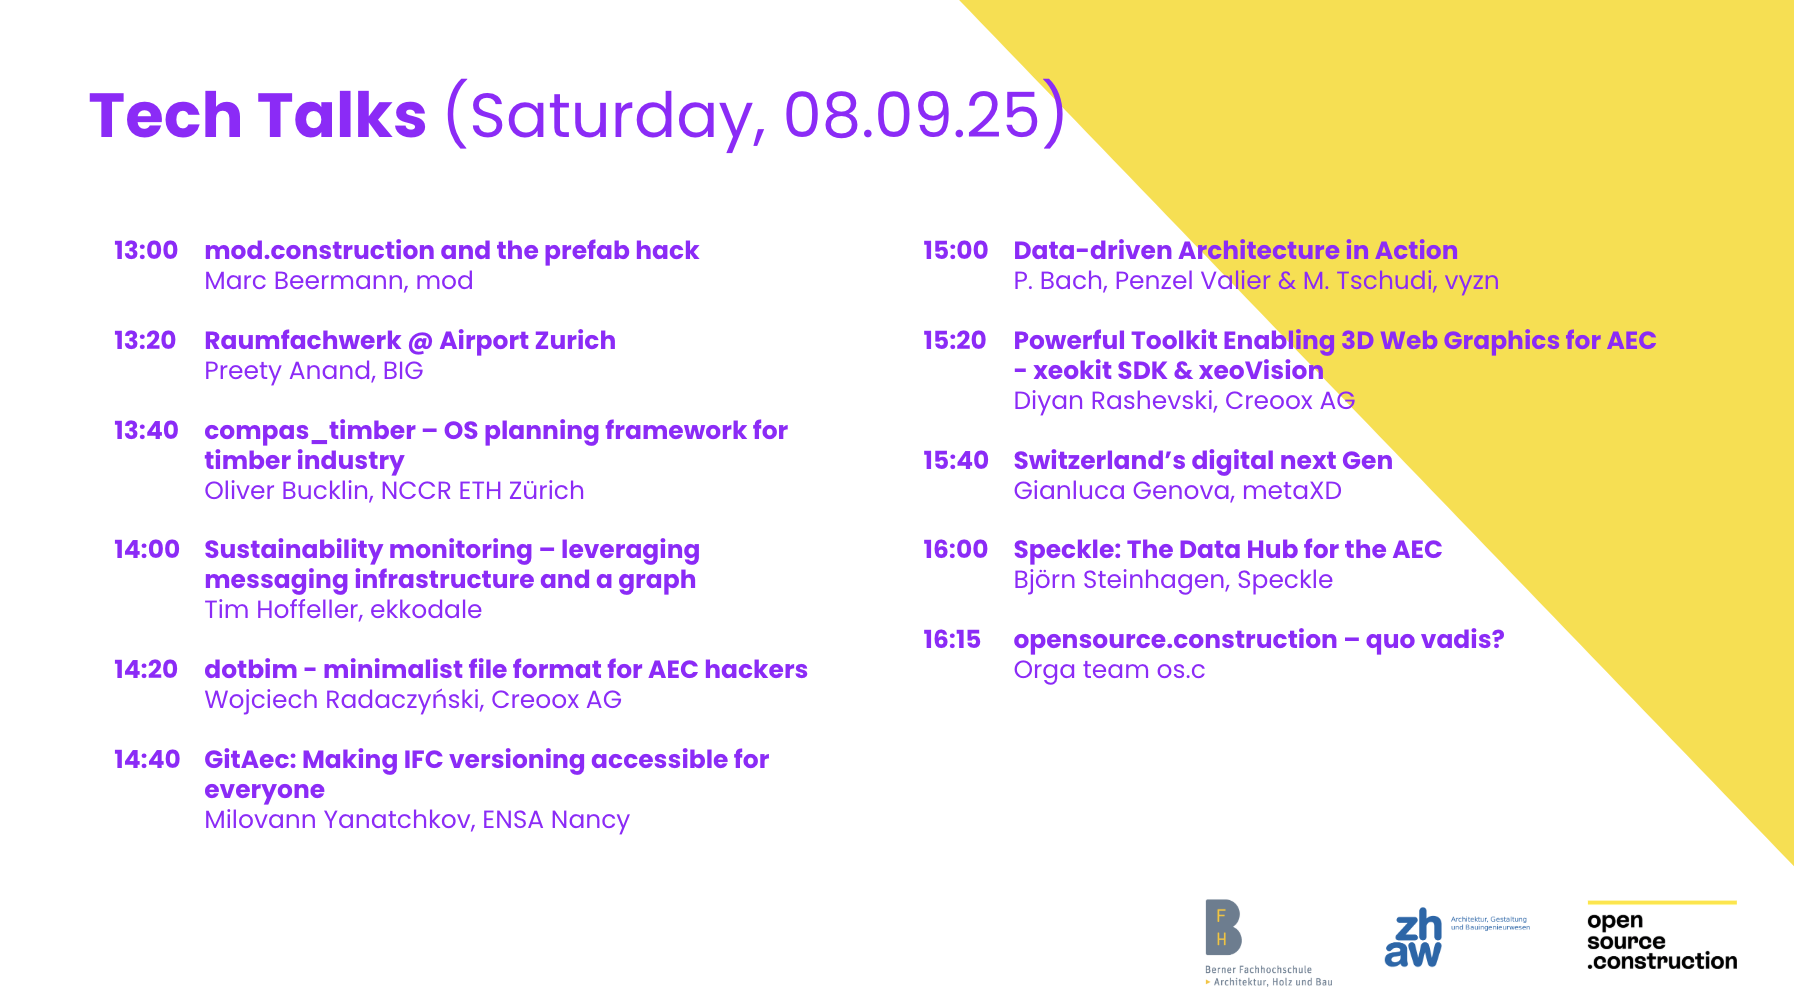 Tech Talks (Saturday, 08.09.25)
13:00 mod.construction and the prefab hack
Marc Beermann, mod
13:20 Raumfachwerk @ Airport Zurich
Preety Anand, BIG
13:40 compas_timber – OS planning framework for
timber industry
Oliver Bucklin, NCCR ETH Zürich
14:00 Sustainability monitoring – leveraging
messaging infrastructure and a graph
Tim Hoffeller, ekkodale
14:20 dotbim - minimalist file format for AEC hackers
Wojciech Radaczyński, Creoox AG
14:40 GitAec: Making IFC versioning accessible for
everyone
Milovann Yanatchkov, ENSA Nancy
15:00 Data-driven Architecture in Action
P. Bach, Penzel Valier & M. Tschudi, vyzn
15:20 Powerful Toolkit Enabling 3D Web Graphics for AEC
- xeokit SDK & xeoVision
Diyan Rashevski, Creoox AG
15:40 Switzerland’s digital next Gen
Gianluca Genova, metaXD
16:00 Speckle: The Data Hub for the AEC
Björn Steinhagen, Speckle
16:15 opensource.construction – quo vadis?
Orga team os.c
B
F
H
Berner Fachhochschule
Architektur, Holz und Bau
zh
aw
Architektur, Gestaltung
und Bauingenieurwesen
open
source
.construction